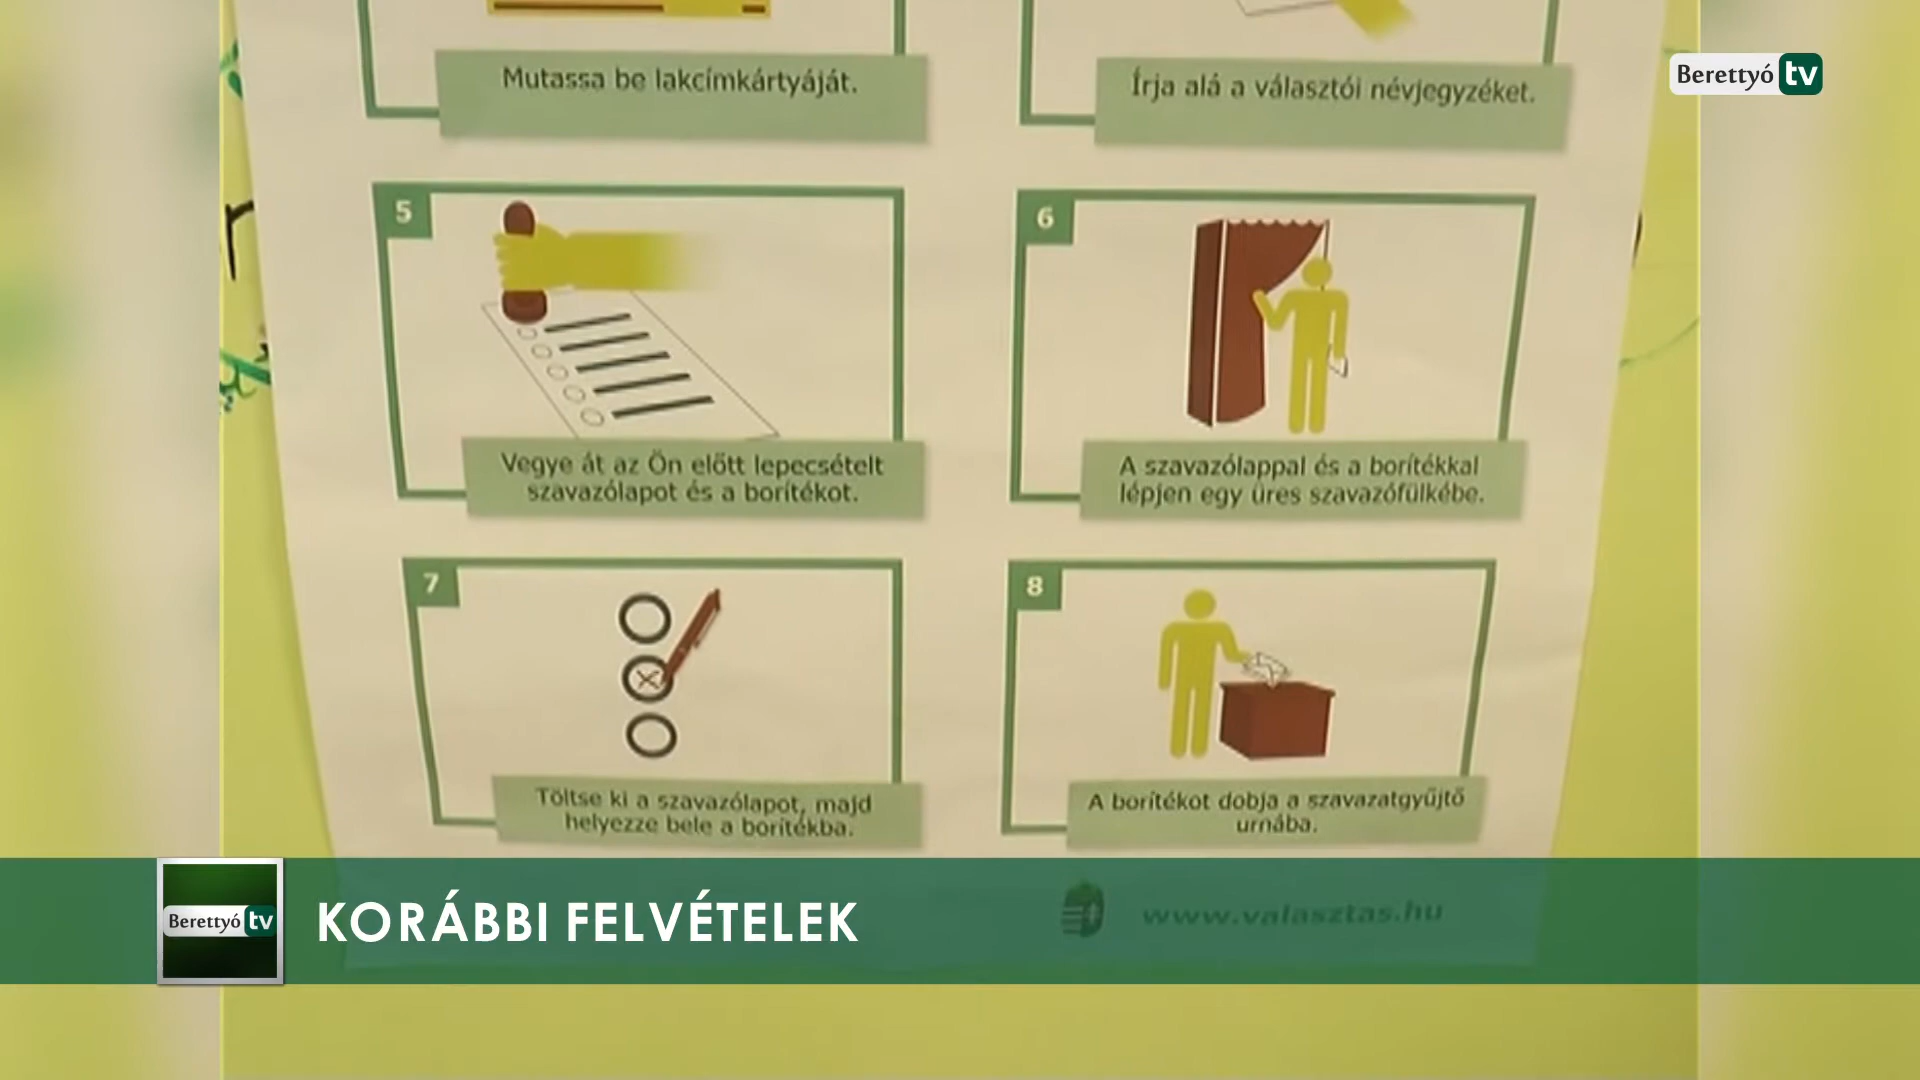 Mutassa be lakcímkártyáját.
Írja alá a választói névjegyzéket.
Berettyó tv
5
6
Vegye át az Ön előtt lepecsételt
szavazólapot és a borítékot.
A szavazólappal és a borítékkal
lépjen egy üres szavazófülkébe.
7
8
Töltse ki a szavazólapot, majd
helyezze bele a borítékba.
A borítékot dobja a szavazatgyűjtő
urnába.
Berettyó tv
KORÁBBI FELVÉTELEK
www.valasztas.hu